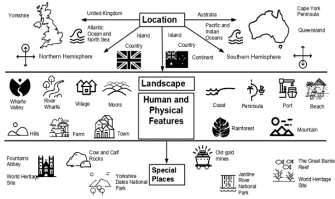 Yorkshire
United Kingdom
Location
Australia
Cape York
Peninsula
Atlantic
Ocean and
North Sea
Island
Island
Pacific and
Indian Oceans
Queensland
Country
Country
Northern Hemisphere
Continent
Southern Hemisphere
Landscape
Wharfe
Valley
River
Wharfe
Village
Moors
Human and
Physical
Features
Coast
Peninsula
Port
Beach
Hills
Farm
Town
Rainforest
Mountain
Fountains
Abbey
Cow and Calf
Rocks
Old gold
mines
The Great Barrier
Reef
World Heritage
Site
Yorkshire
Dales National
Park
Special
Places
Jardine
River
National
Park
World Heritage
Site